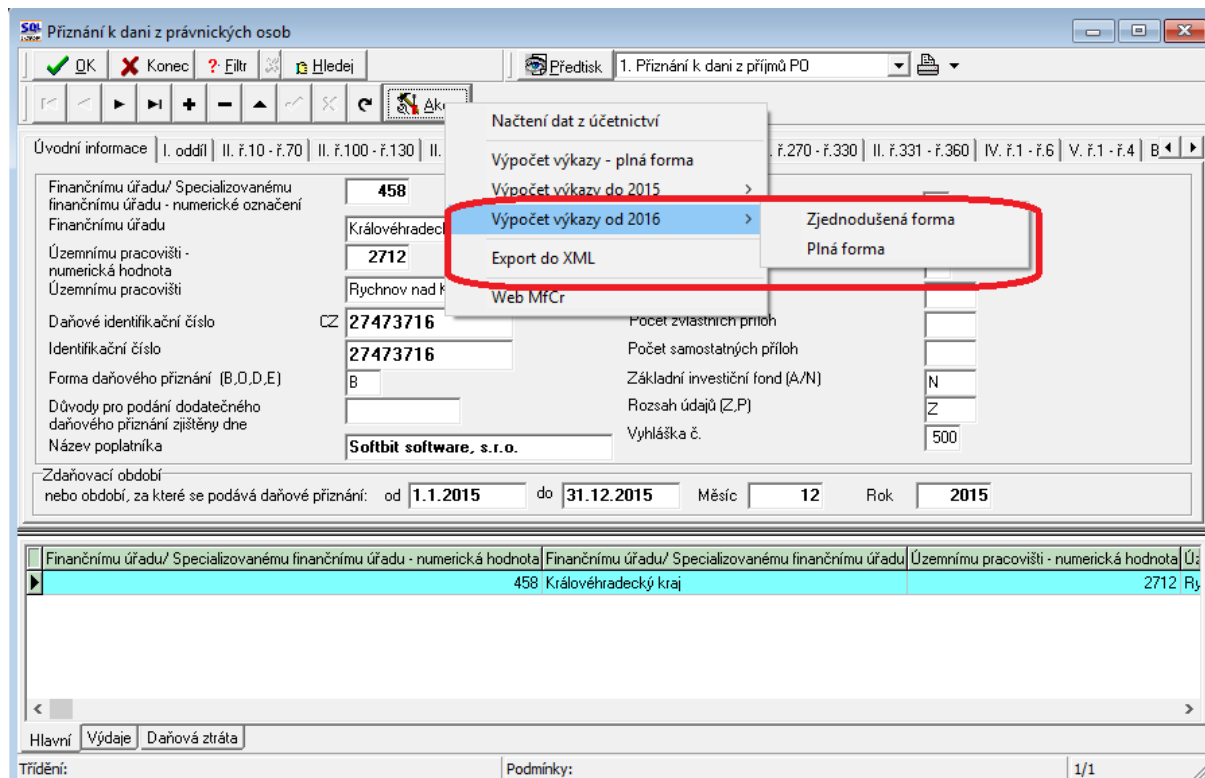 SQL
Přiznání k dani z právnických osob
OK Konec ? Filtr Hledej Předtisk 1. Přiznání k dani z příjmů PO
Úvodní informace I. oddíl II. ř.10 - ř.70 II. ř.100 - ř.130 II. ř.270 - ř.330 II. ř.331 - ř.360 IV. ř.1 - ř.6 V. ř.1 - ř.4 B
Načtení dat z účetnictví
Výpočet výkazy - plná forma
Výpočet výkazy do 2015 >
Výpočet výkazy od 2016 >
Zjednodušená forma
Plná forma
Export do XML
Web MfCr
Finančnímu úřadu/ Specializovanému
finančnímu úřadu - numerické označení 458
Finančnímu úřadu
Územnímu pracovišti -
numerická hodnota 2712
Územnímu pracovišti Rychnov nad
Daňové identifikační číslo CZ 27473716
Identifikační číslo 27473716
Forma daňového přiznání (B,O,D,E) B
Důvody pro podání dodatečného
daňového přiznání zjištěny dne
Název poplatníka Softbit software, s.r.o.
Počet zvláštních příloh
Počet samostatných příloh
Základní investiční fond (A/N) N
Rozsah údajů (Z,P) Z
Vyhláška č. 500
Zdaňovací období
nebo období, za které se podává daňové přiznání: od 1.1.2015 do 31.12.2015 Měsíc 12 Rok 2015
Finančnímu úřadu/ Specializovanému finančnímu úřadu - numerická hodnota Finančnímu úřadu/ Specializovanému finančnímu úřadu Územnímu pracovišti - numerická hodnota
458 Královéhradecký kraj 2712
Hlavní Výdaje Daňová ztráta
Třídění: Podmínky: 1/1